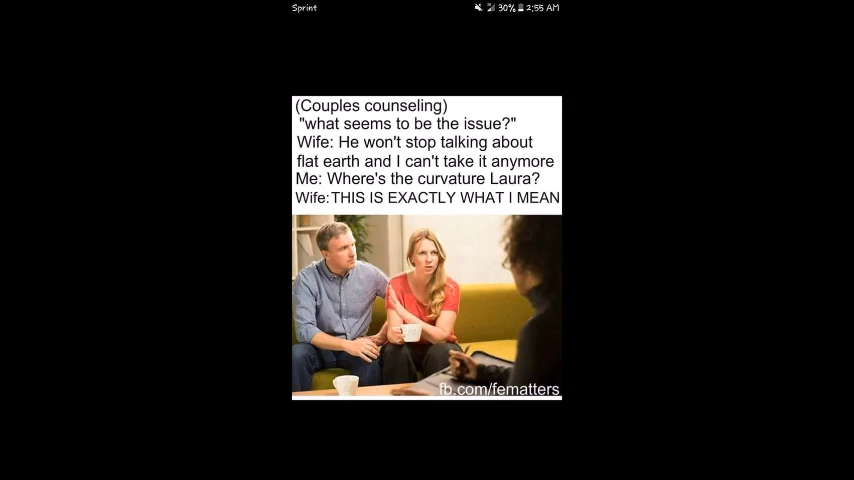 Sprint 30% 2:55 AM
(Couples counseling)
"what seems to be the issue?"
Wife: He won't stop talking about
flat earth and I can't take it anymore
Me: Where's the curvature Laura?
Wife: THIS IS EXACTLY WHAT I MEAN
fb.com/fematters